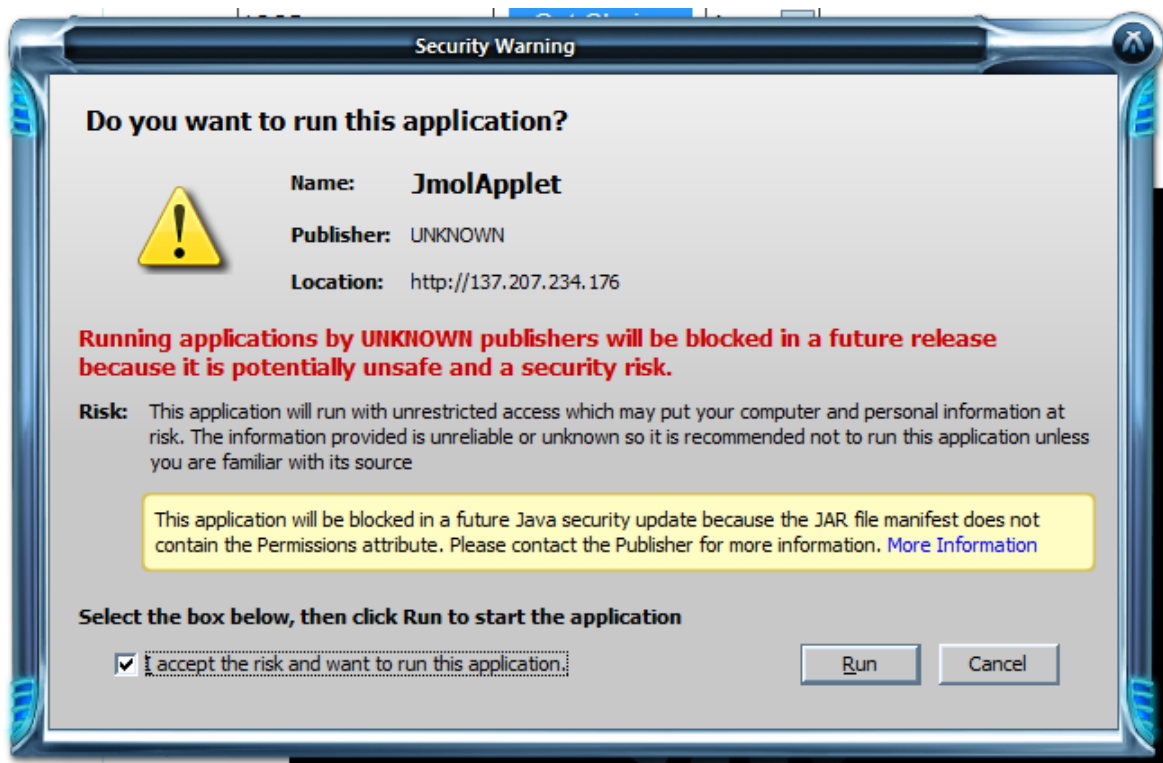 Security Warning
Do you want to run this application?
Name: JmolApplet
Publisher: UNKNOWN
Location: http://137.207.234.176
Running applications by UNKNOWN publishers will be blocked in a future release
because it is potentially unsafe and a security risk.
Risk: This application will run with unrestricted access which may put your computer and personal information at
risk. The information provided is unreliable or unknown so it is recommended not to run this application unless
you are familiar with its source
This application will be blocked in a future Java security update because the JAR file manifest does not
contain the Permissions attribute. Please contact the Publisher for more information. More Information
Select the box below, then click Run to start the application
I accept the risk and want to run this application.
Run Cancel